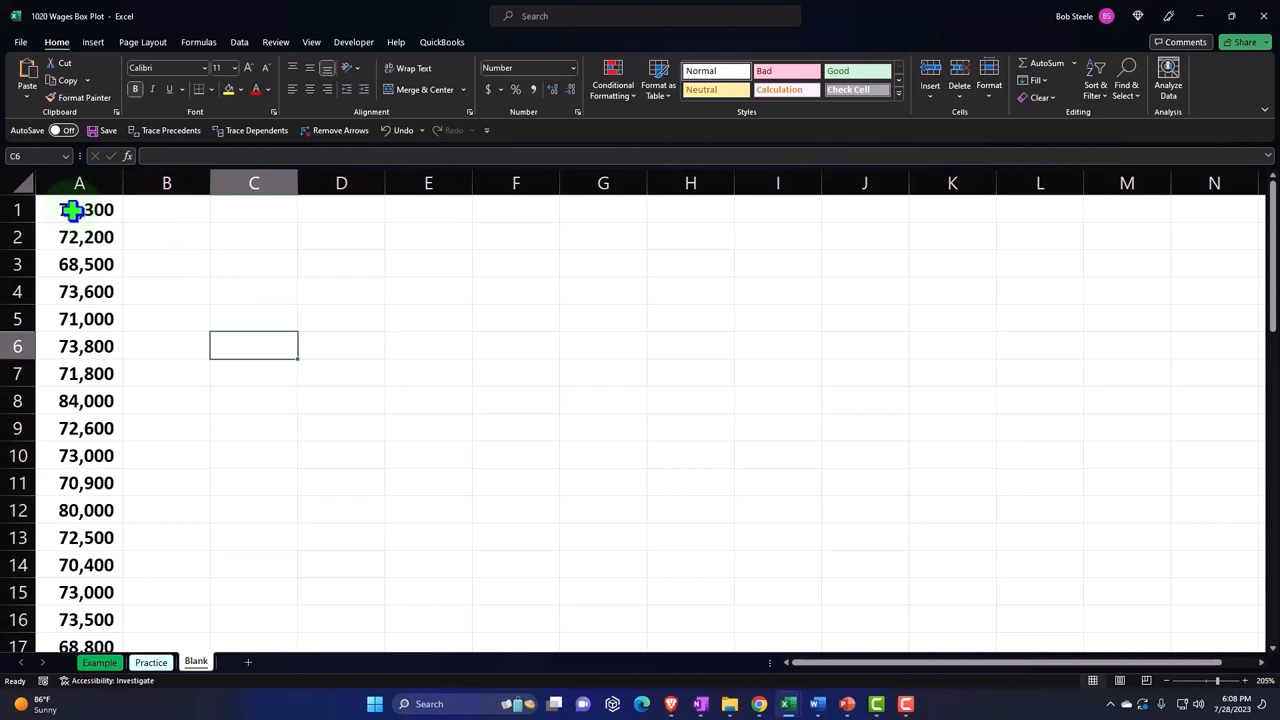 1020 Wages Box Plot - Excel
Search
Bob Steele BS
File Home Insert Page Layout Formulas Data Review View Developer Help QuickBooks
Comments Share
Paste
Cut
Copy
Format Painter
Clipboard
Calibri 11
B I U
Font
Wrap Text
Merge & Center
Alignment
Number
$ % ,
Number
Conditional Formatting
Format as Table
Normal Bad Good
Neutral Calculation Check Cell
Styles
Insert Delete Format
Cells
AutoSum
Fill
Clear
Sort & Filter
Find & Select
Editing
Analyze Data
Analysis
AutoSave Off Save Trace Precedents Trace Dependents Remove Arrows Undo Redo
C6 fx
A B C D E F G H I J K L M N
1 ,300
2 72,200
3 68,500
4 73,600
5 71,000
6 73,800
7 71,800
8 84,000
9 72,600
10 73,000
11 70,900
12 80,000
13 72,500
14 70,400
15 73,000
16 73,500
17 68,800
Example Practice Blank
Ready Accessibility: Investigate 205%
86°F
Sunny
Search
6:08 PM
7/28/2023